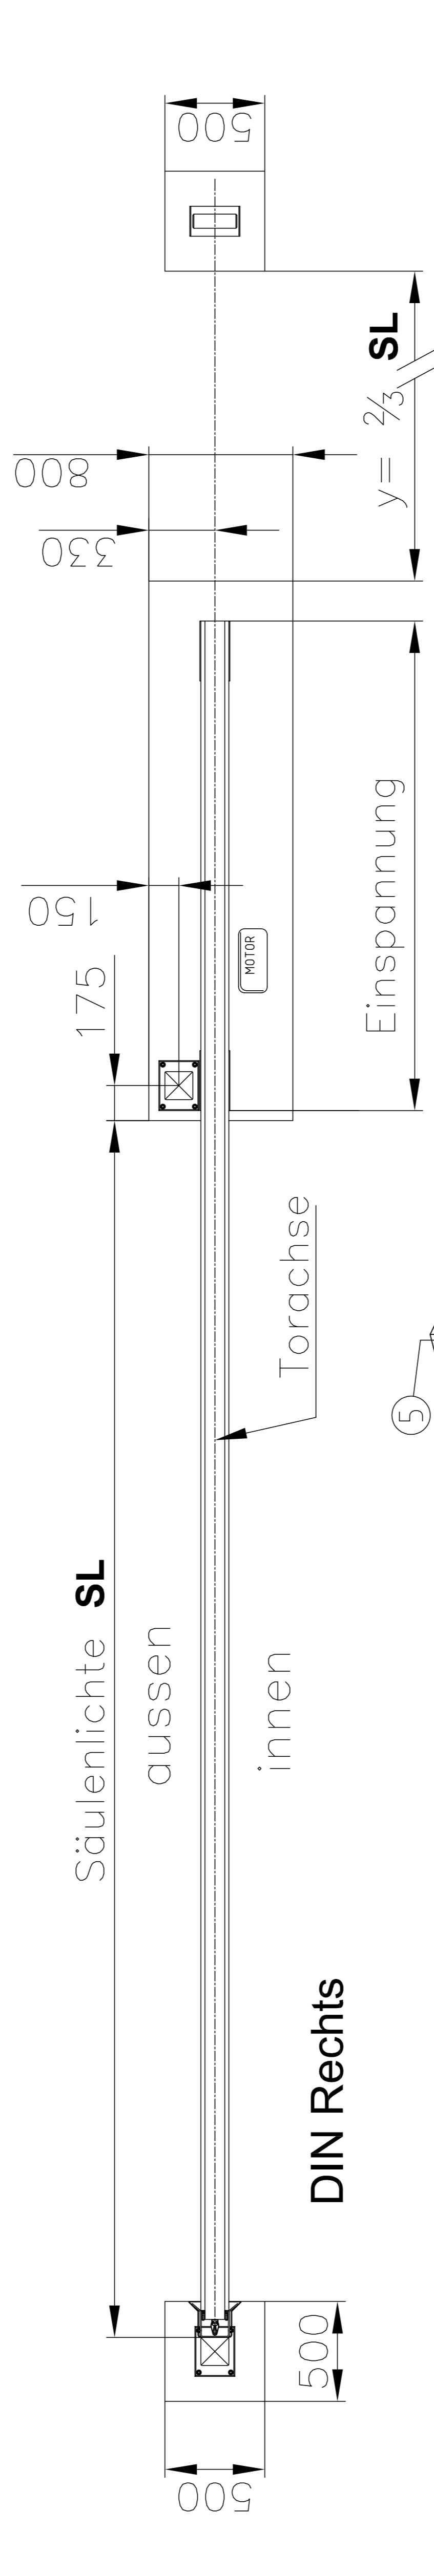 500
y= ⅔ SL
800
330
150
175
MOTOR
Einspannung
Torachse
5
Säulenlichte SL
aussen
innen
DIN Rechts
500
500